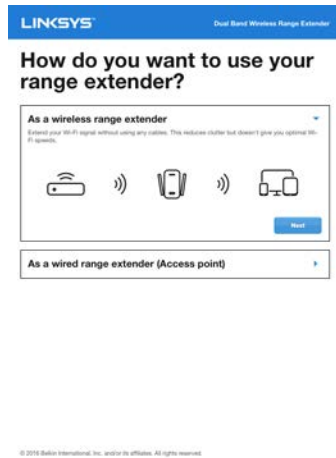 LINKSYS
Dual Band Wireless Range Extender
How do you want to use your
range extender?
As a wireless range extender
Extend your Wi-Fi signal without using any cables. This reduces clutter but doesn't give you optimal Wi-
Fi speeds.
Next
As a wired range extender (Access point)
© 2016 Belkin International, Inc. and/or its affiliates. All rights reserved.